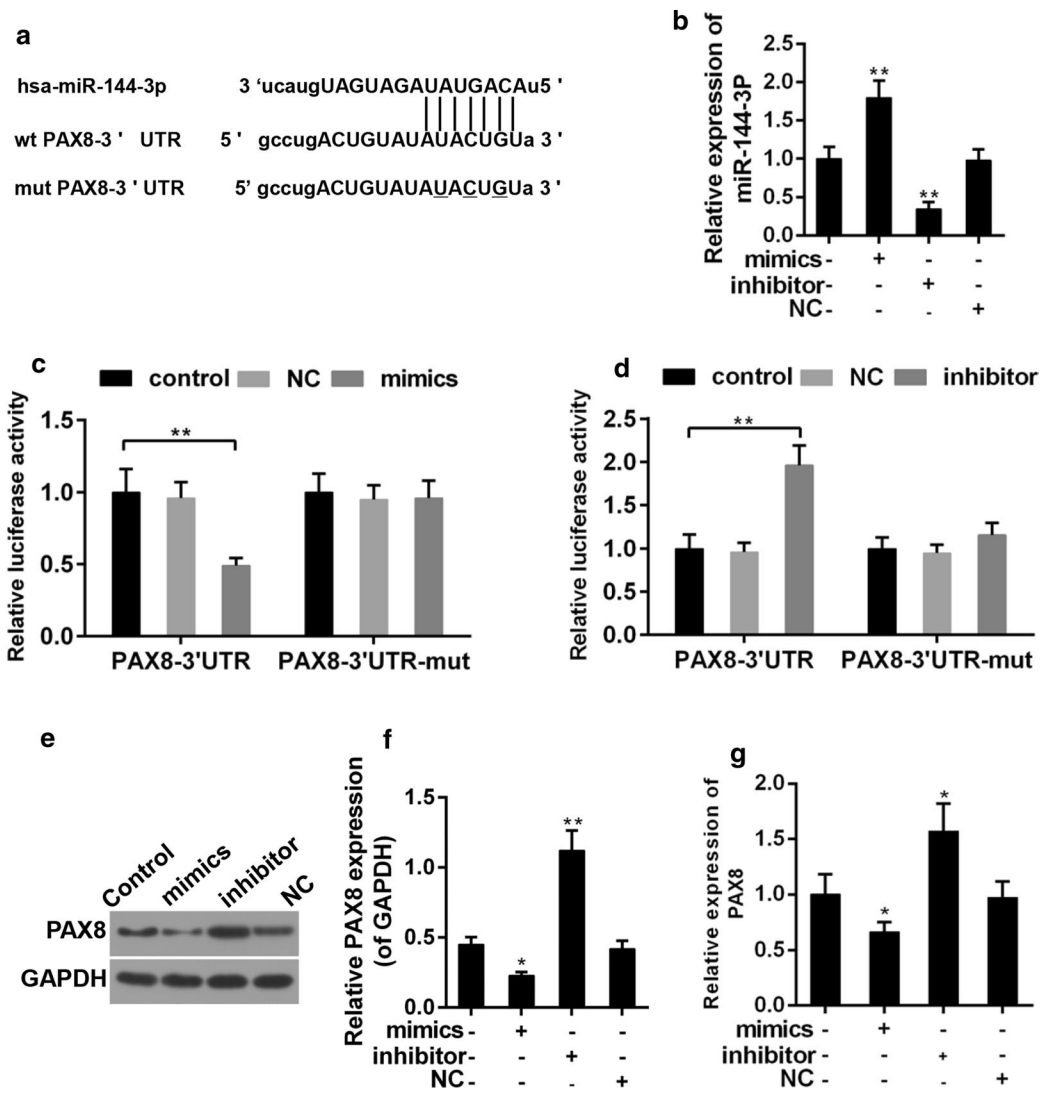 a
hsa-miR-144-3p 3 ‘ucaugUAGUAGAUAUGACAu5 '
wt PAX8-3 ' UTR 5 ' gccugACUGUAUAUACUGUa 3 '
mut PAX8-3 ' UTR 5’ gccugACUGUAUAUACUGUa 3 '
b
Relative expression of
miR-144-3P
2.5
2.0
1.5
1.0
0.5
0.0
** **
mimics - + - -
inhibitor - - + -
NC - - - +
c
control NC mimics
Relative luciferase activity
1.5
1.0
0.5
0.0
**
PAX8-3'UTR PAX8-3'UTR-mut
d
control NC inhibitor
Relative luciferase activity
2.5
2.0
1.5
1.0
0.5
0.0
**
PAX8-3'UTR PAX8-3'UTR-mut
e
Control mimics inhibitor NC
PAX8
GAPDH
f
Relative PAX8 expression
(of GAPDH)
1.5
1.0
0.5
0.0
* **
mimics - + - -
inhibitor - - + -
NC - - - +
g
Relative expression of
PAX8
2.0
1.5
1.0
0.5
0.0
* *
mimics - + - -
inhibitor - - + -
NC - - - +